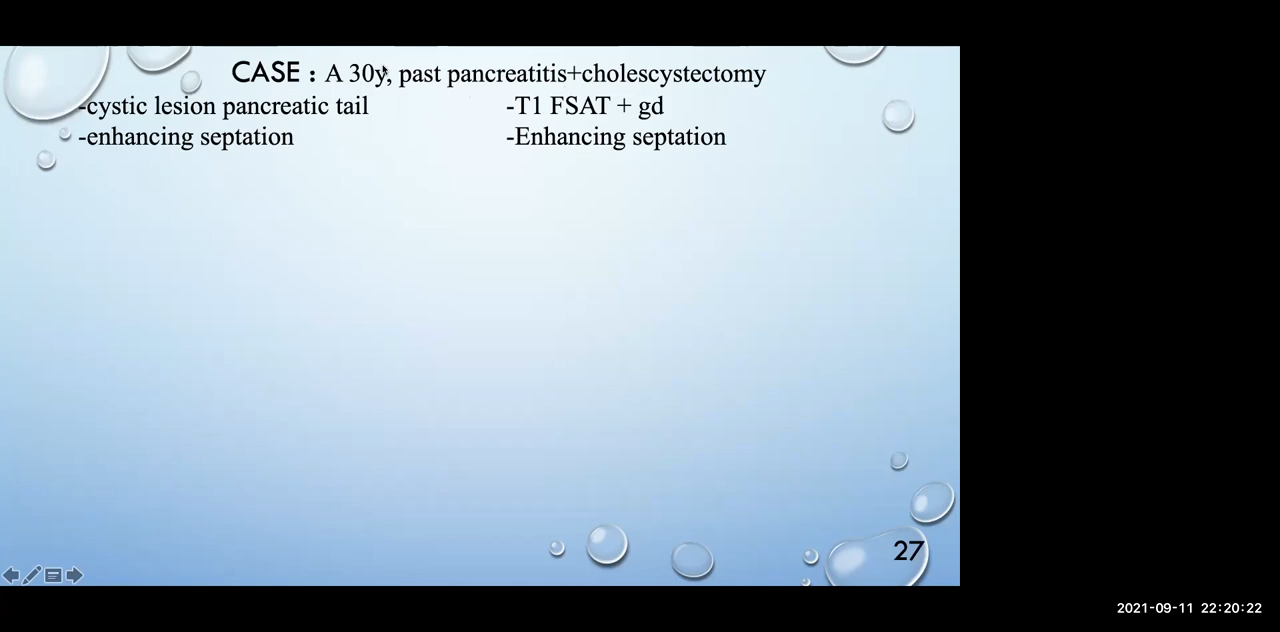 CASE : A 30y, past pancreatitis+cholescystectomy
-cystic lesion pancreatic tail
-enhancing septation
-T1 FSAT + gd
-Enhancing septation
27
2021-09-11 22:20:22